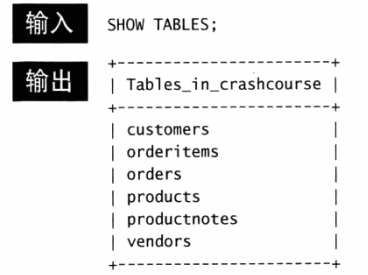 输入 SHOW TABLES;
输出 +-----------------------+
| Tables_in_crashcourse |
+-----------------------+
| customers             |
| orderitems            |
| orders                |
| products              |
| productnotes          |
| vendors               |
+-----------------------+